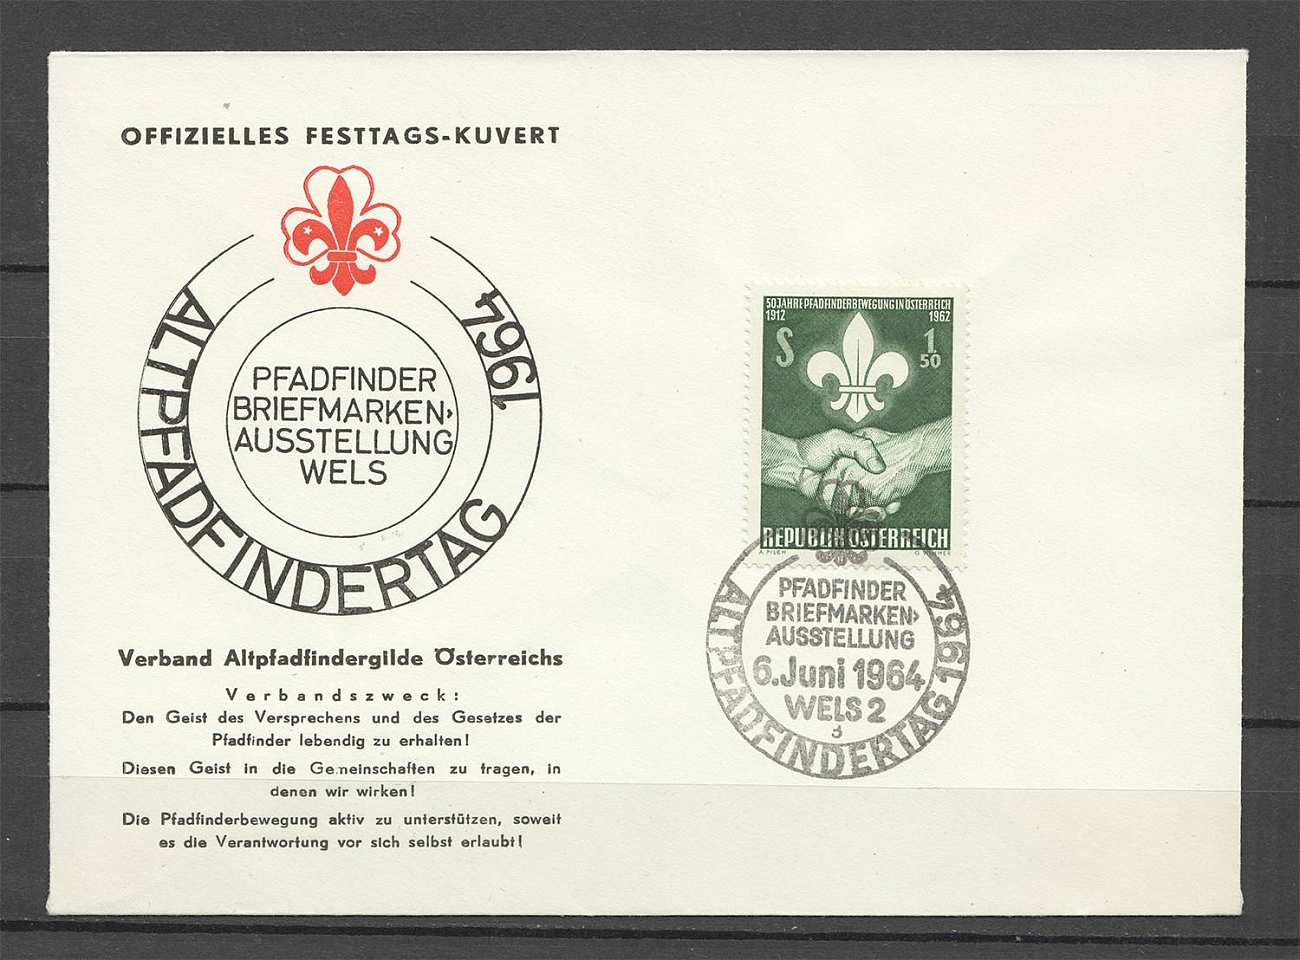 OFFIZIELLES FESTTAGS-KUVERT
ALTPFADFINDERTAG 1964
PFADFINDER
BRIEFMARKEN-
AUSSTELLUNG
WELS
Verband Altpfadfindergilde Österreichs
Verbandszweck:
Den Geist des Versprechens und des Gesetzes der
Pfadfinder lebendig zu erhalten!
Diesen Geist in die Gemeinschaften zu tragen, in
denen wir wirken!
Die Pfadfinderbewegung aktiv zu unterstützen, soweit
es die Verantwortung vor sich selbst erlaubt!
50 JAHRE PFADFINDERBEWEGUNG IN ÖSTERREICH
1912 1962
S 1 50
REPUBLIK ÖSTERREICH
A. PILCH G. WIMMER
ALTPFADFINDERTAG 1964
PFADFINDER
BRIEFMARKEN-
AUSSTELLUNG
6. Juni 1964
WELS 2